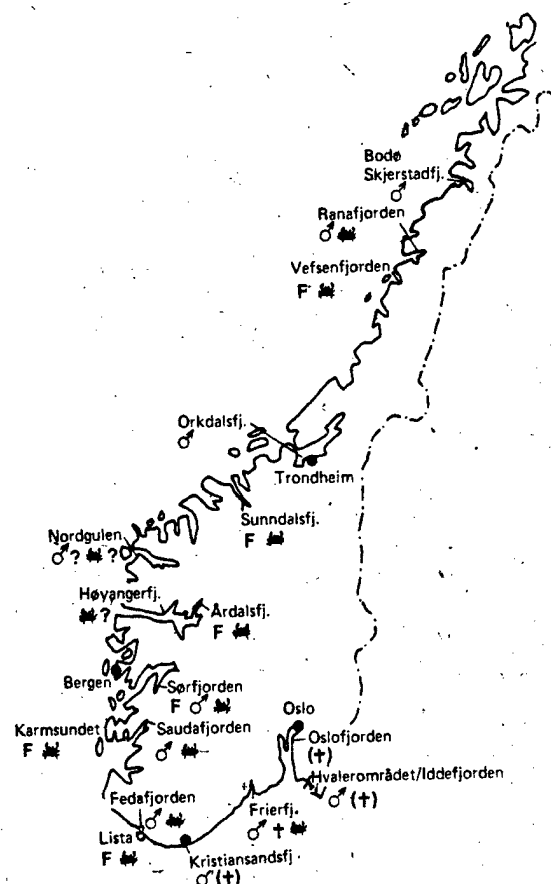 Bodø
Skjerstadfj.
♂
Ranafjorden
♂
Vefsenfjorden
F
Orkdalsfj.
♂
Trondheim
Sunndalsfj.
F
Nordgulen
♂ ? ?
Høyangerfj.
?
Årdalsfj.
F
Bergen
Sørfjorden
F ♂
Karmsundet
F
Saudafjorden
♂
Oslo
Oslofjorden
(†)
Hvalerområdet/Iddefjorden
♂ (†)
Fedafjorden
♂
Frierfj.
♂ †
Lista
F
Kristiansandsfj.
♂ (†)